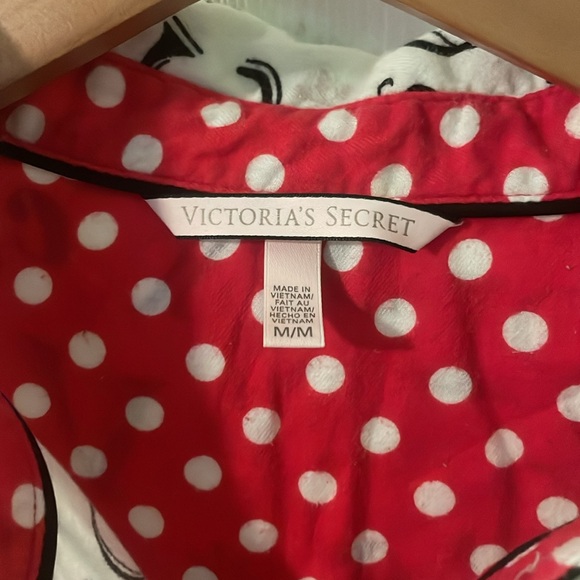 VICTORIA'S SECRET
MADE IN
VIETNAM/
FAIT AU
VIETNAM/
HECHO EN
VIETNAM
M/M